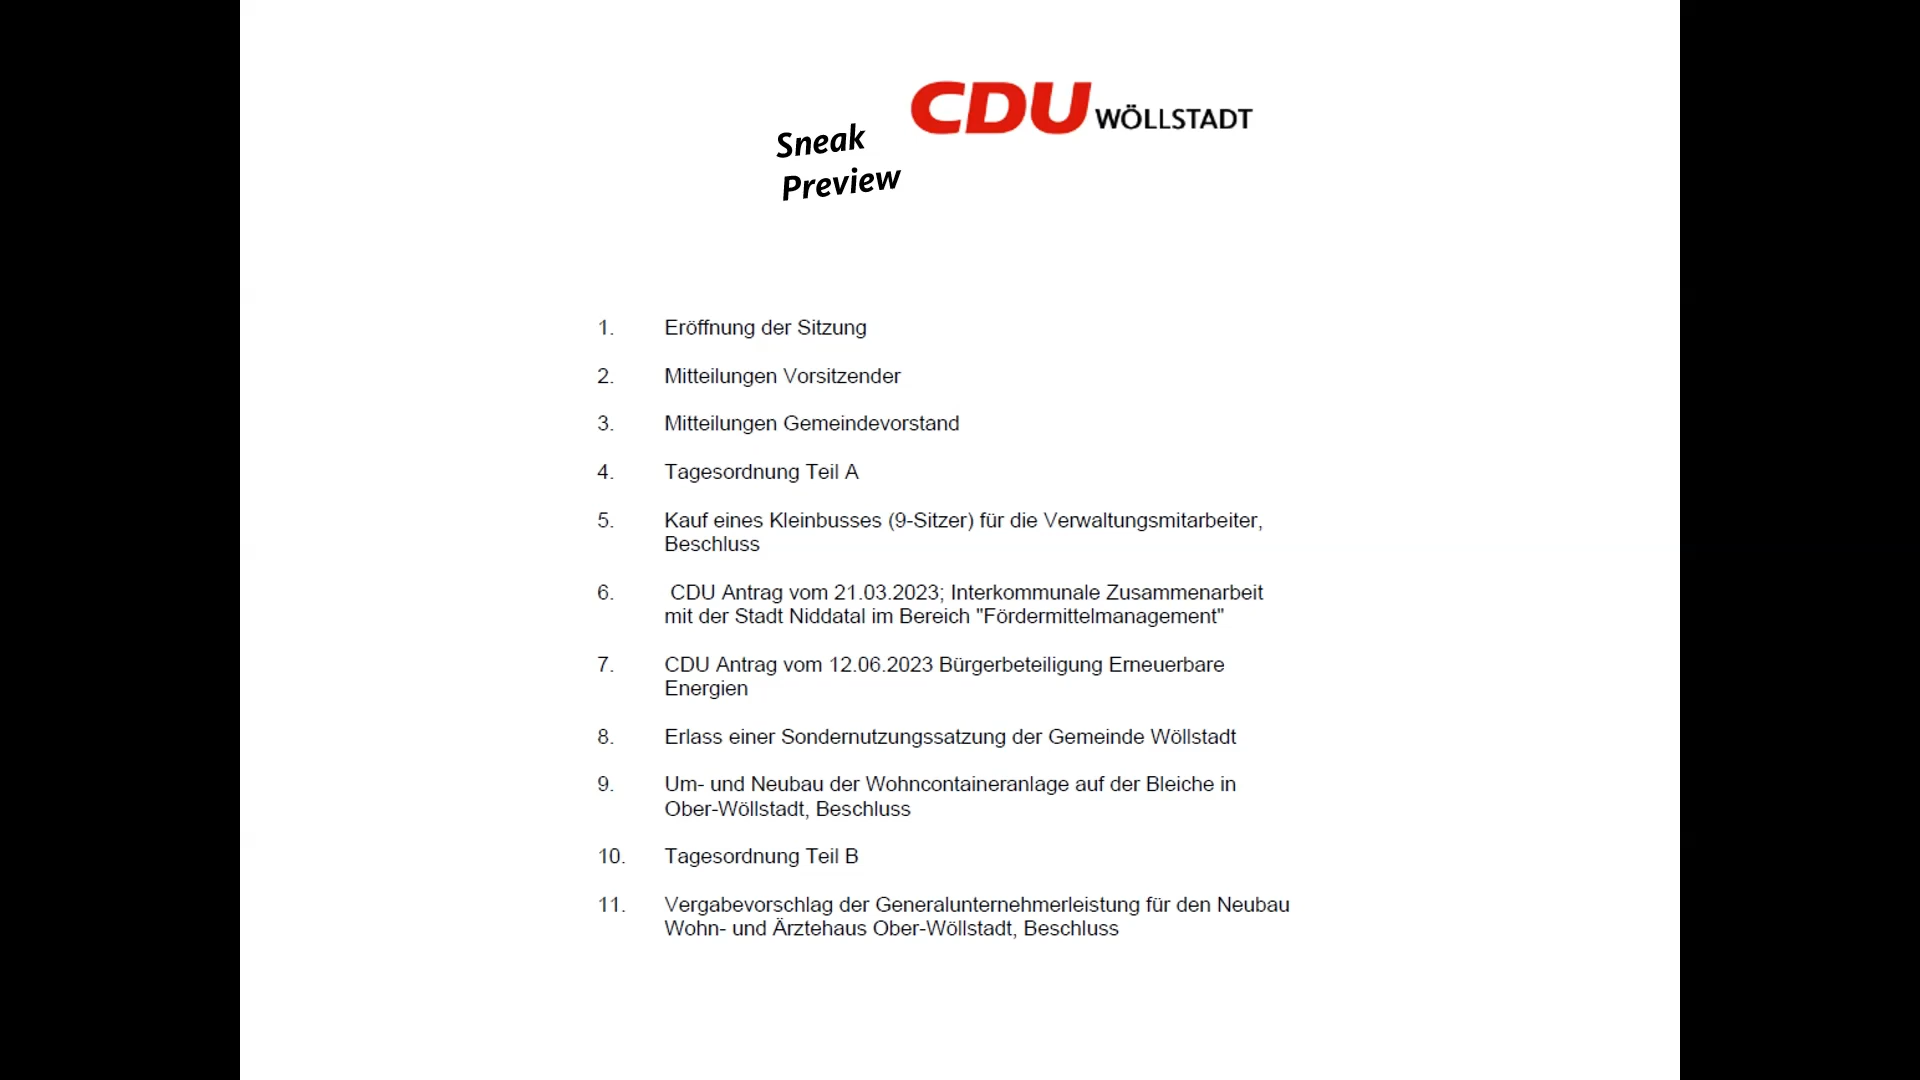 CDU WÖLLSTADT
Sneak
Preview
1. Eröffnung der Sitzung
2. Mitteilungen Vorsitzender
3. Mitteilungen Gemeindevorstand
4. Tagesordnung Teil A
5. Kauf eines Kleinbusses (9-Sitzer) für die Verwaltungsmitarbeiter,
Beschluss
6. CDU Antrag vom 21.03.2023; Interkommunale Zusammenarbeit
mit der Stadt Niddatal im Bereich "Fördermittelmanagement"
7. CDU Antrag vom 12.06.2023 Bürgerbeteiligung Erneuerbare
Energien
8. Erlass einer Sondernutzungssatzung der Gemeinde Wöllstadt
9. Um- und Neubau der Wohncontaineranlage auf der Bleiche in
Ober-Wöllstadt, Beschluss
10. Tagesordnung Teil B
11. Vergabevorschlag der Generalunternehmerleistung für den Neubau
Wohn- und Ärztehaus Ober-Wöllstadt, Beschluss